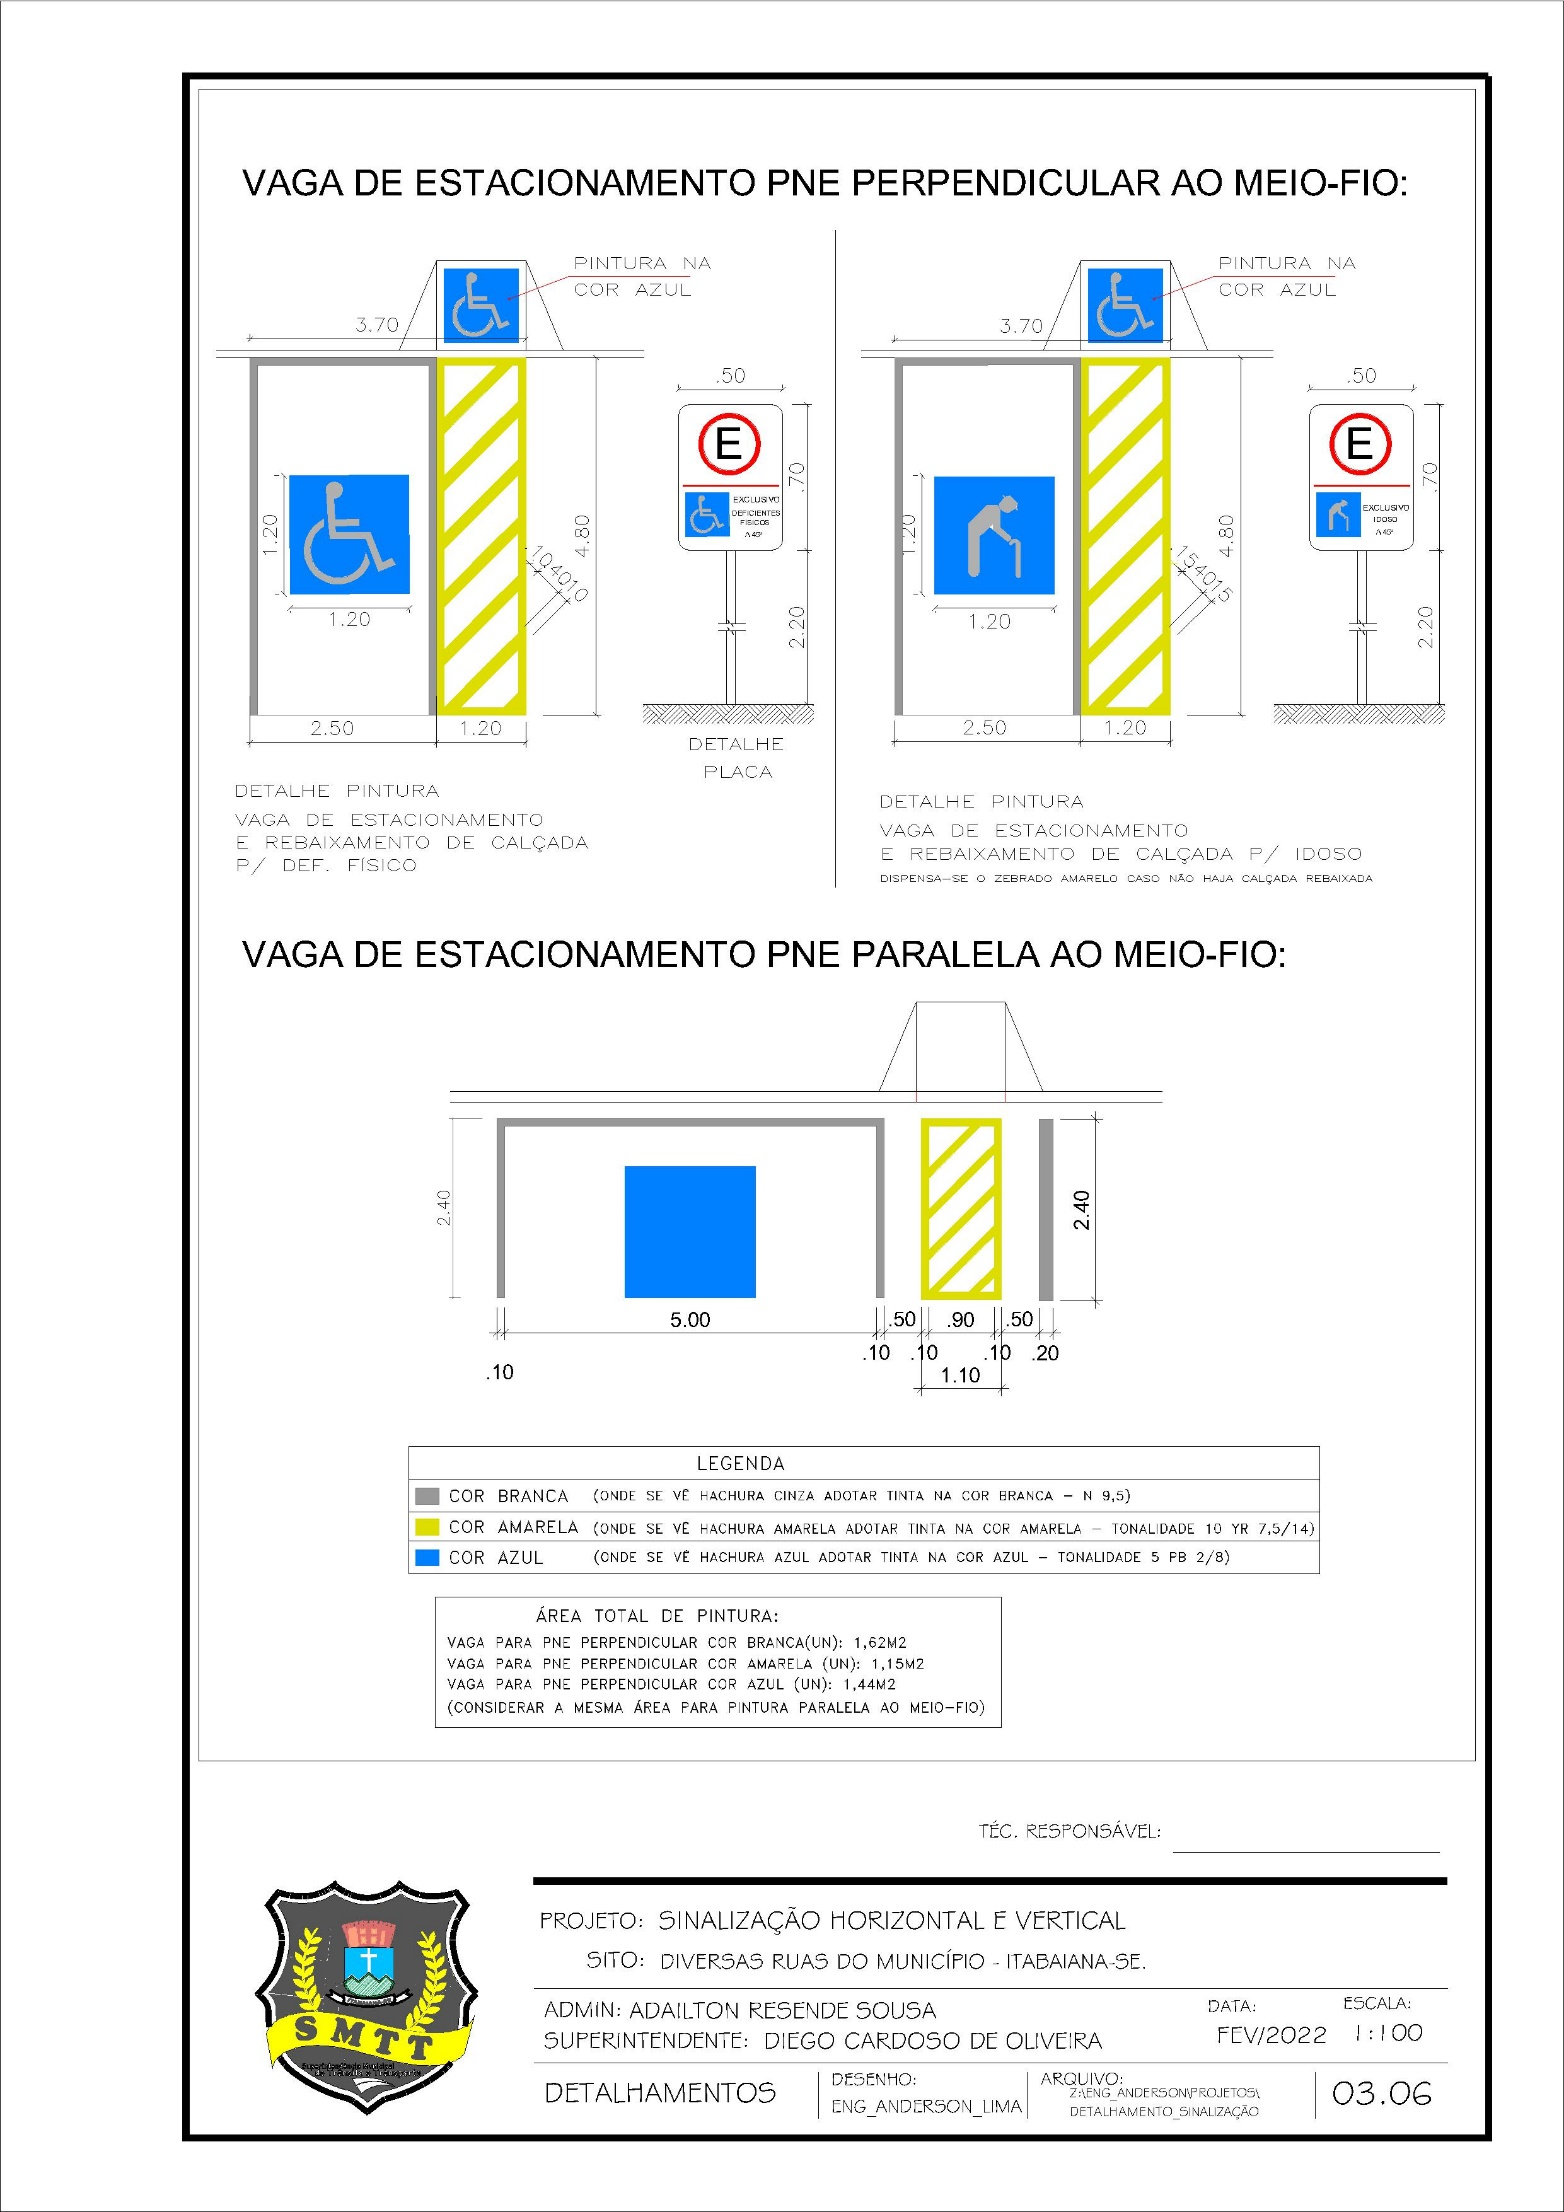 VAGA DE ESTACIONAMENTO PNE PERPENDICULAR AO MEIO-FIO:
PINTURA NA
COR AZUL
3.70
1.20
1.20
4.80
104010
2.50
1.20
.50
E
EXCLUSIVO
DEFICIENTES
FISICOS
A 45º
.70
2.20
DETALHE
PLACA
DETALHE PINTURA
VAGA DE ESTACIONAMENTO
E REBAIXAMENTO DE CALÇADA
P/ DEF. FÍSICO
PINTURA NA
COR AZUL
3.70
1.20
1.20
4.80
154015
2.50
1.20
.50
E
EXCLUSIVO
IDOSO
A 45º
.70
2.20
DETALHE PINTURA
VAGA DE ESTACIONAMENTO
E REBAIXAMENTO DE CALÇADA P/ IDOSO
DISPENSA-SE O ZEBRADO AMARELO CASO NÃO HAJA CALÇADA REBAIXADA
VAGA DE ESTACIONAMENTO PNE PARALELA AO MEIO-FIO:
2.40
2.40
5.00
.50
.90
.50
.10
.10
.10
.10
.20
1.10
LEGENDA
COR BRANCA (ONDE SE VÊ HACHURA CINZA ADOTAR TINTA NA COR BRANCA - N 9,5)
COR AMARELA (ONDE SE VÊ HACHURA AMARELA ADOTAR TINTA NA COR AMARELA - TONALIDADE 10 YR 7,5/14)
COR AZUL (ONDE SE VÊ HACHURA AZUL ADOTAR TINTA NA COR AZUL - TONALIDADE 5 PB 2/8)
ÁREA TOTAL DE PINTURA:
VAGA PARA PNE PERPENDICULAR COR BRANCA(UN): 1,62M2
VAGA PARA PNE PERPENDICULAR COR AMARELA (UN): 1,15M2
VAGA PARA PNE PERPENDICULAR COR AZUL (UN): 1,44M2
(CONSIDERAR A MESMA ÁREA PARA PINTURA PARALELA AO MEIO-FIO)
TÉC. RESPONSÁVEL:
SMTT
Superintendência Municipal
de Trânsito e Transporte
PROJETO: SINALIZAÇÃO HORIZONTAL E VERTICAL
SITO: DIVERSAS RUAS DO MUNICÍPIO - ITABAIANA-SE.
ADMIN: ADAILTON RESENDE SOUSA
SUPERINTENDENTE: DIEGO CARDOSO DE OLIVEIRA
DATA:
FEV/2022
ESCALA:
1:100
DETALHAMENTOS
DESENHO:
ENG_ANDERSON_LIMA
ARQUIVO:
Z:\ENG_ANDERSON\PROJETOS\
DETALHAMENTO_SINALIZAÇÃO
03.06